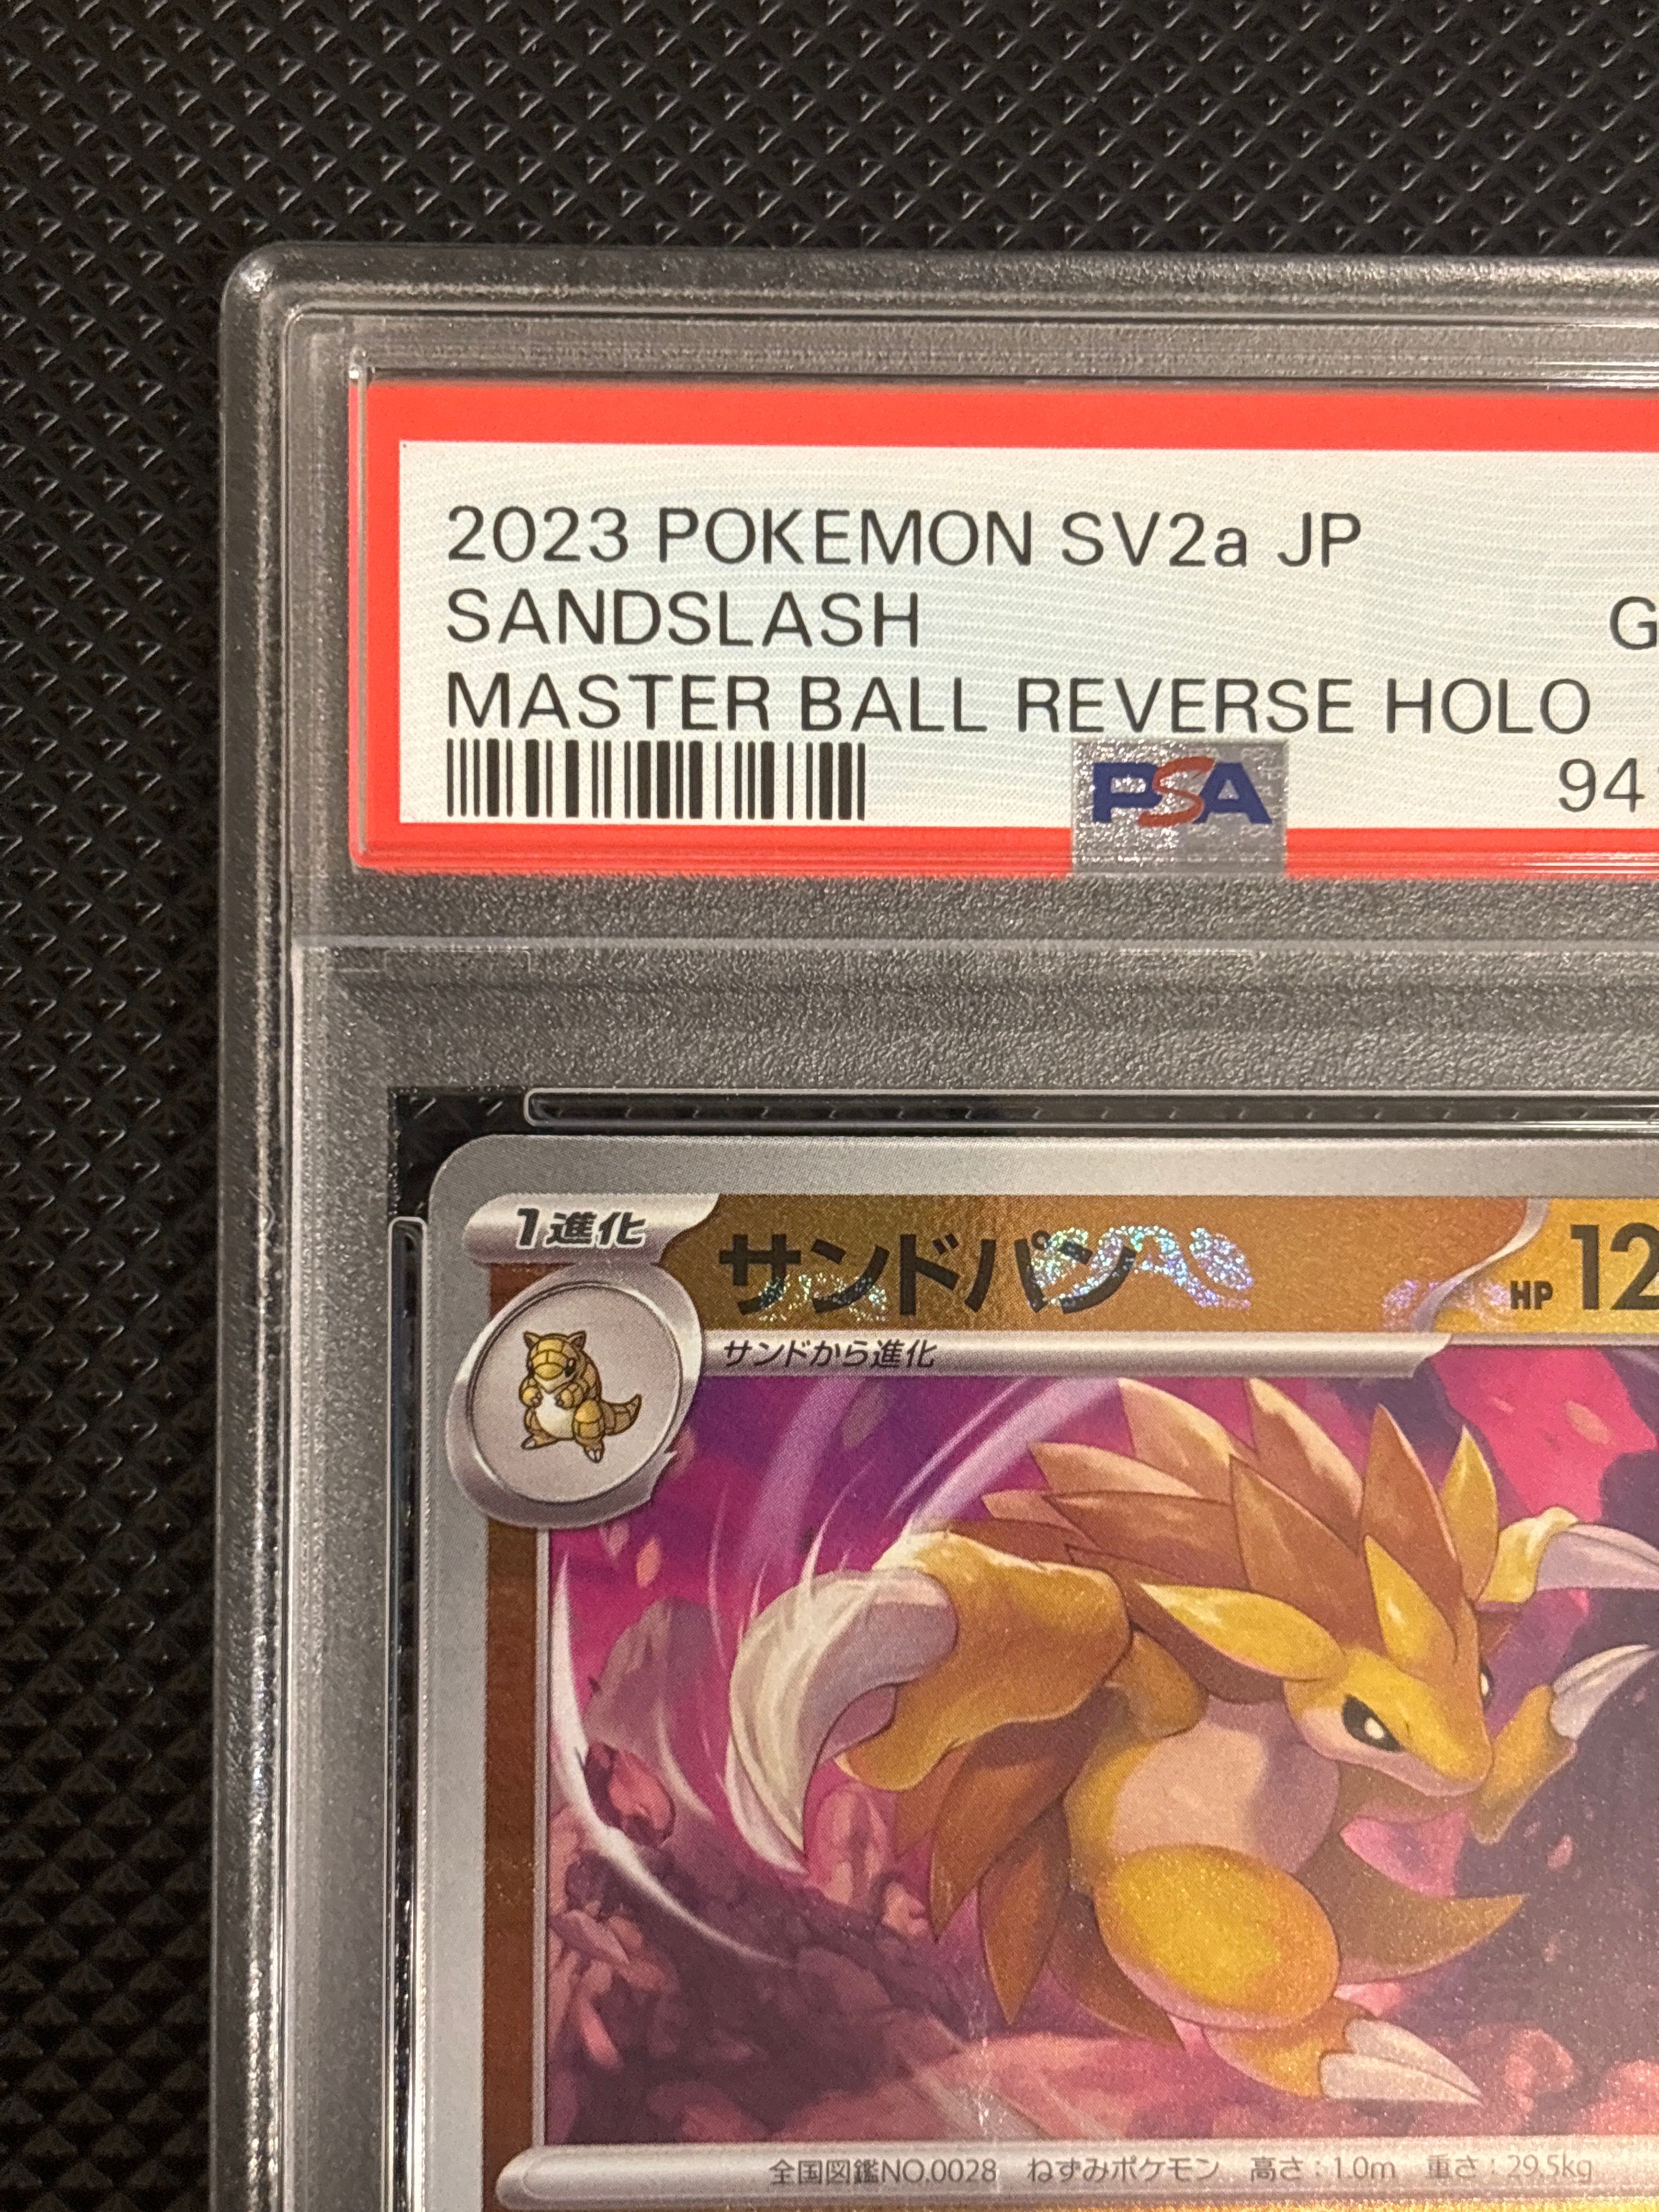 2023 POKEMON SV2a JP
SANDSLASH G
MASTER BALL REVERSE HOLO
PSA 94
1進化 サンドパン HP 12
サンドから進化
全国図鑑NO.0028 ねずみポケモン 高さ:1.0m 重さ:29.5kg